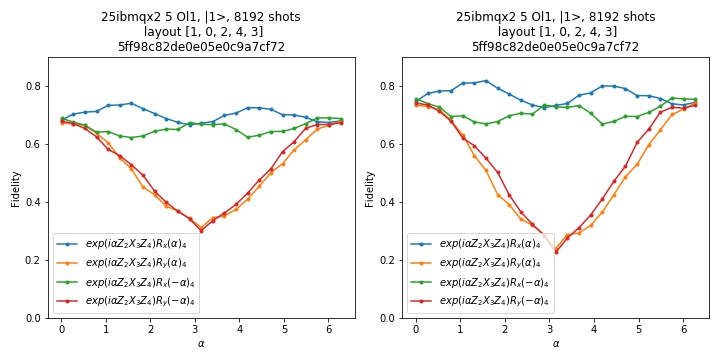 25ibmqx2 5 Ol1, |1>, 8192 shots
layout [1, 0, 2, 4, 3]
5ff98c82de0e05e0c9a7cf72
0.8
0.6
0.4
0.2
0.0
Fidelity
exp(iαZ₂X₃Z₄)Rₓ(α)₄
exp(iαZ₂X₃Z₄)Rᵧ(α)₄
exp(iαZ₂X₃Z₄)Rₓ(−α)₄
exp(iαZ₂X₃Z₄)Rᵧ(−α)₄
0 1 2 3 4 5 6
α
25ibmqx2 5 Ol1, |1>, 8192 shots
layout [1, 0, 2, 4, 3]
5ff98c82de0e05e0c9a7cf72
0.8
0.6
0.4
0.2
0.0
Fidelity
exp(iαZ₂X₃Z₄)Rₓ(α)₄
exp(iαZ₂X₃Z₄)Rᵧ(α)₄
exp(iαZ₂X₃Z₄)Rₓ(−α)₄
exp(iαZ₂X₃Z₄)Rᵧ(−α)₄
0 1 2 3 4 5 6
α